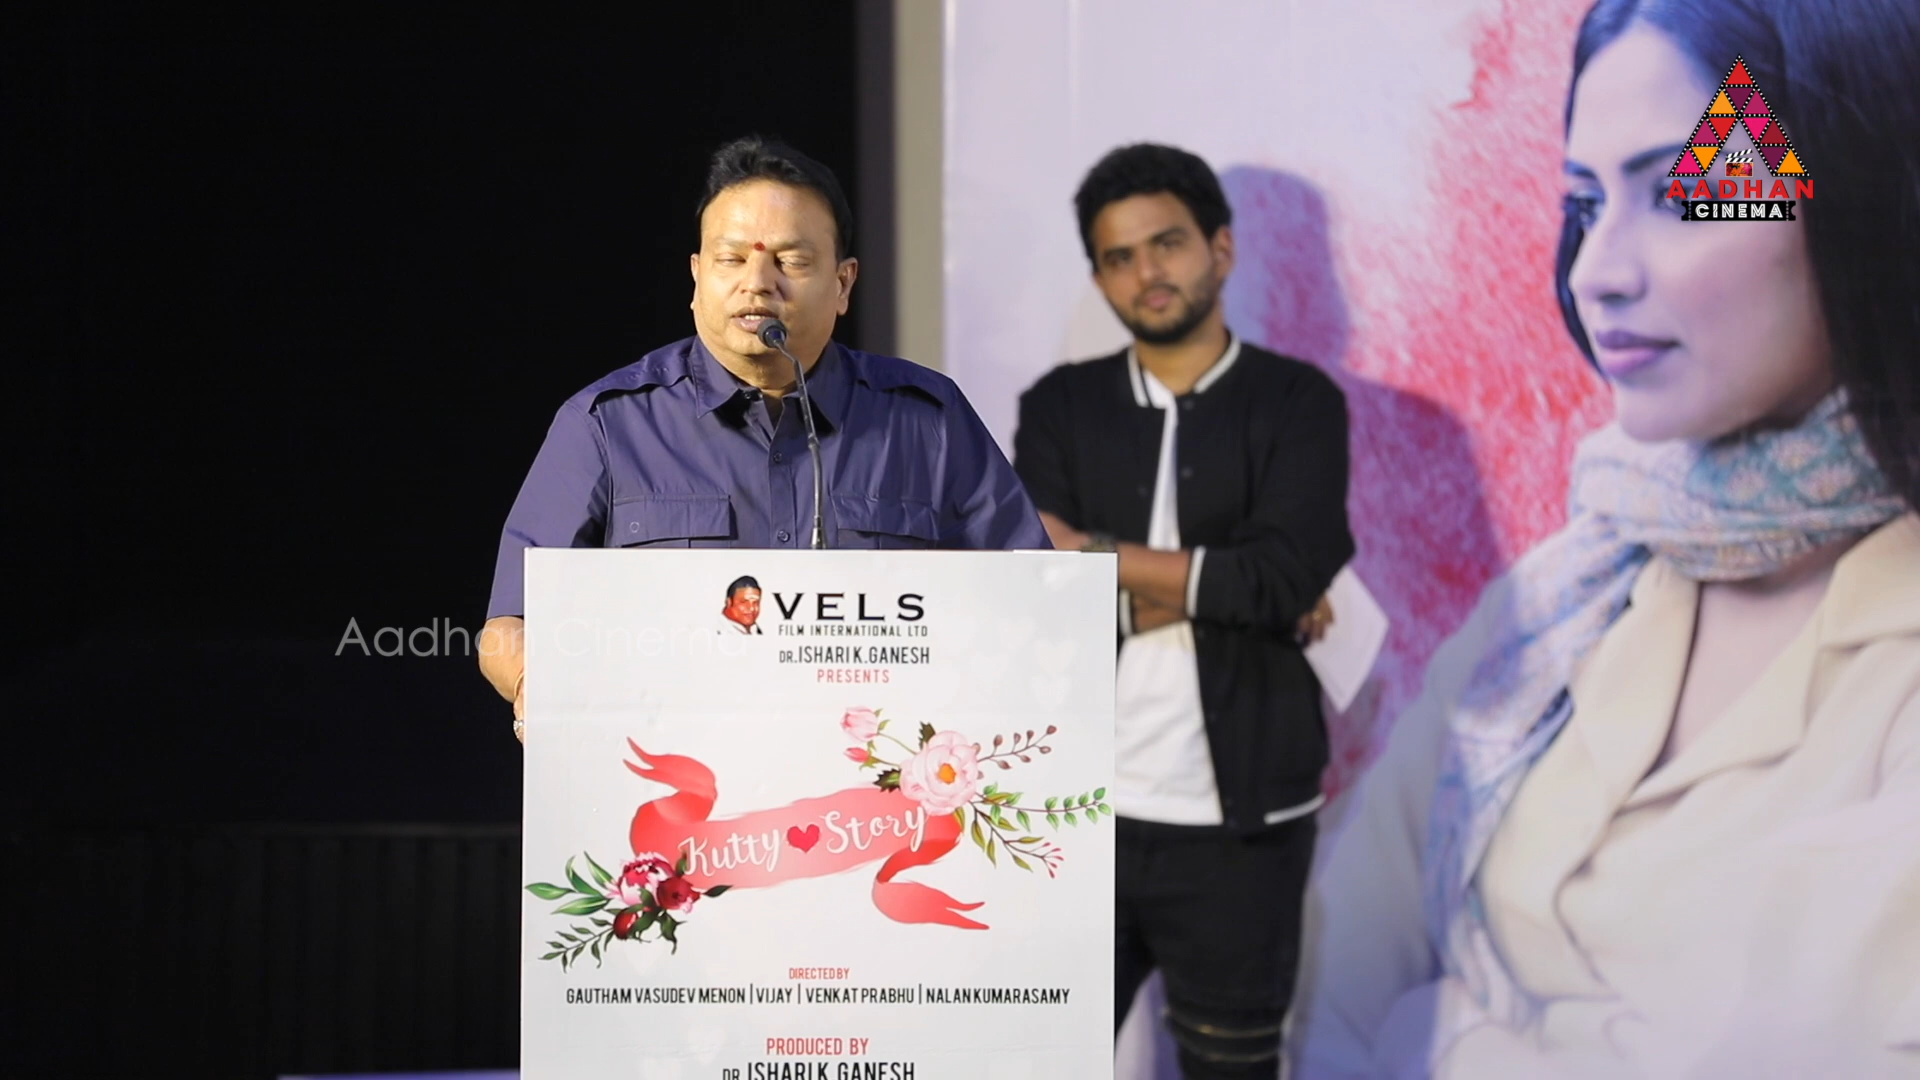 AADHAN
CINEMA
VELS
FILM INTERNATIONAL LTD
Aadhan Cinema
DR.ISHARI K.GANESH
PRESENTS
Kutty Story
DIRECTED BY
GAUTHAM VASUDEV MENON | VIJAY | VENKAT PRABHU | NALAN KUMARASAMY
PRODUCED BY
DR ISHARI K GANESH